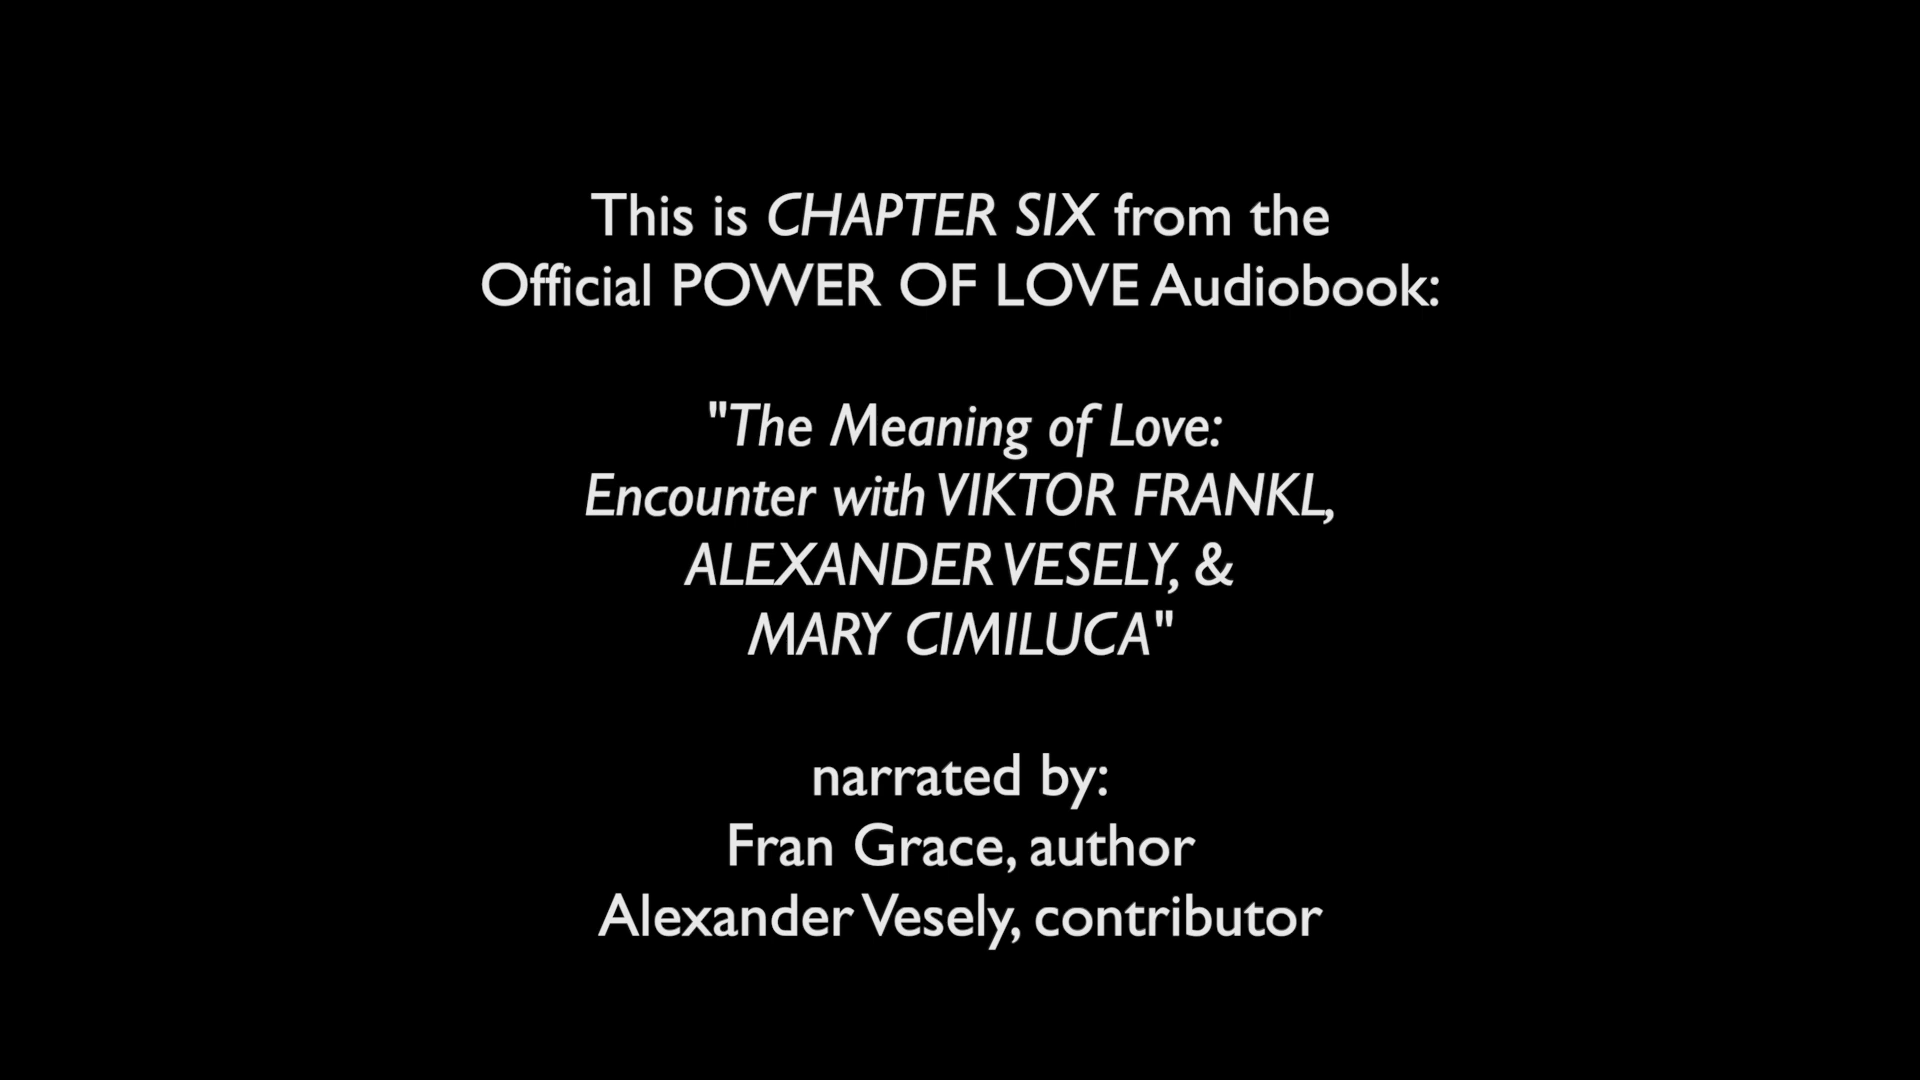 This is CHAPTER SIX from the
Official POWER OF LOVE Audiobook:
"The Meaning of Love:
Encounter with VIKTOR FRANKL,
ALEXANDER VESELY, &
MARY CIMILUCA"
narrated by:
Fran Grace, author
Alexander Vesely, contributor